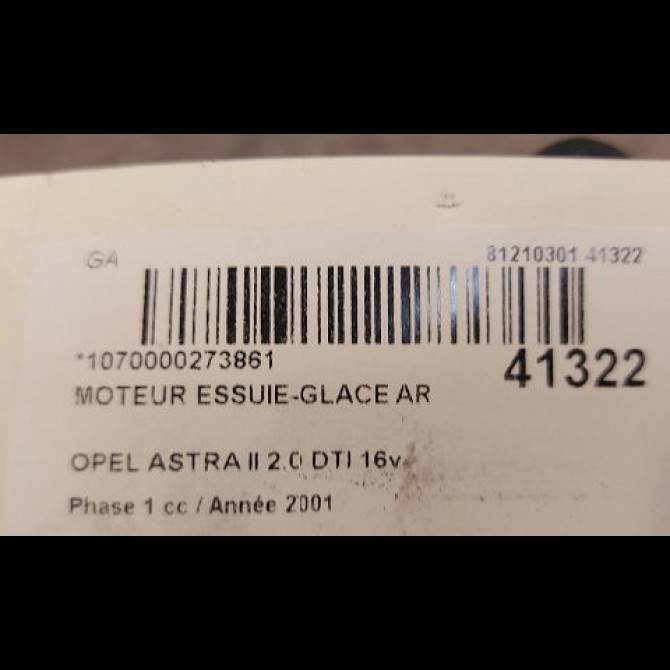 GA 81210301 41322
*1070000273861 41322
MOTEUR ESSUIE-GLACE AR
OPEL ASTRA II 2.0 DTI 16v
Phase 1 cc / Année 2001